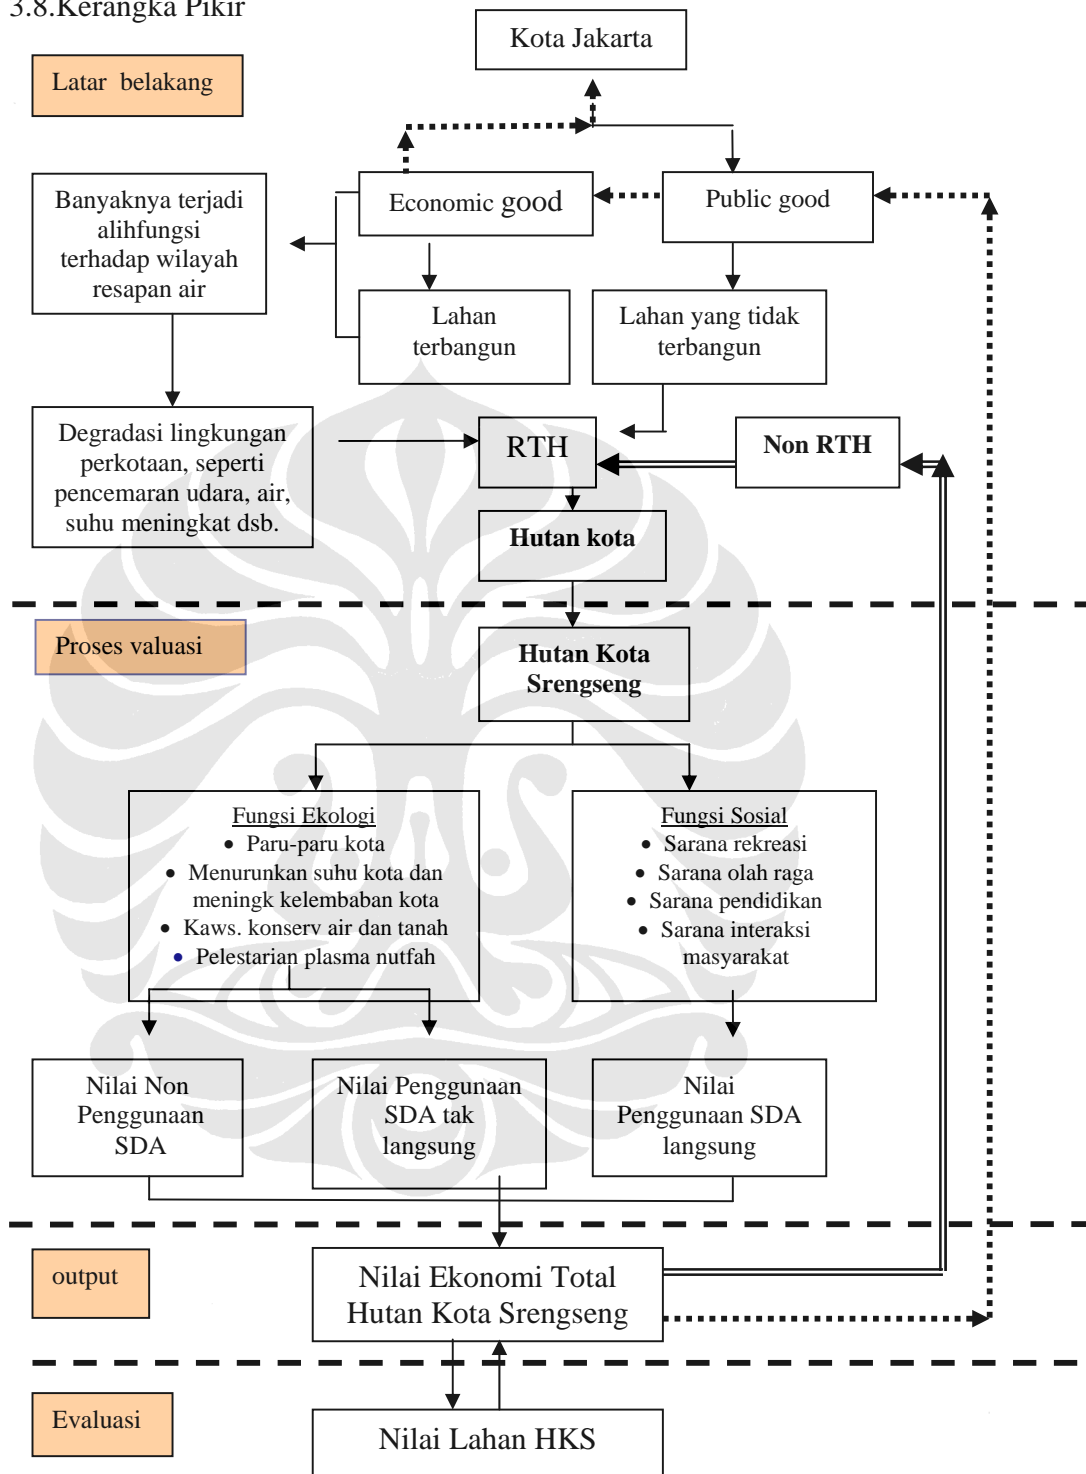 3.8.Kerangka Pikir
Kota Jakarta
Latar belakang
Banyaknya terjadi
alihfungsi
terhadap wilayah
resapan air
Economic good
Public good
Lahan
terbangun
Lahan yang tidak
terbangun
Degradasi lingkungan
perkotaan, seperti
pencemaran udara, air,
suhu meningkat dsb.
RTH
Non RTH
Hutan kota
Proses valuasi
Hutan Kota
Srengseng
Fungsi Ekologi
• Paru-paru kota
• Menurunkan suhu kota dan
meningk kelembaban kota
• Kaws. konserv air dan tanah
• Pelestarian plasma nutfah
Fungsi Sosial
• Sarana rekreasi
• Sarana olah raga
• Sarana pendidikan
• Sarana interaksi
masyarakat
Nilai Non
Penggunaan
SDA
Nilai Penggunaan
SDA tak
langsung
Nilai
Penggunaan SDA
langsung
output
Nilai Ekonomi Total
Hutan Kota Srengseng
Evaluasi
Nilai Lahan HKS